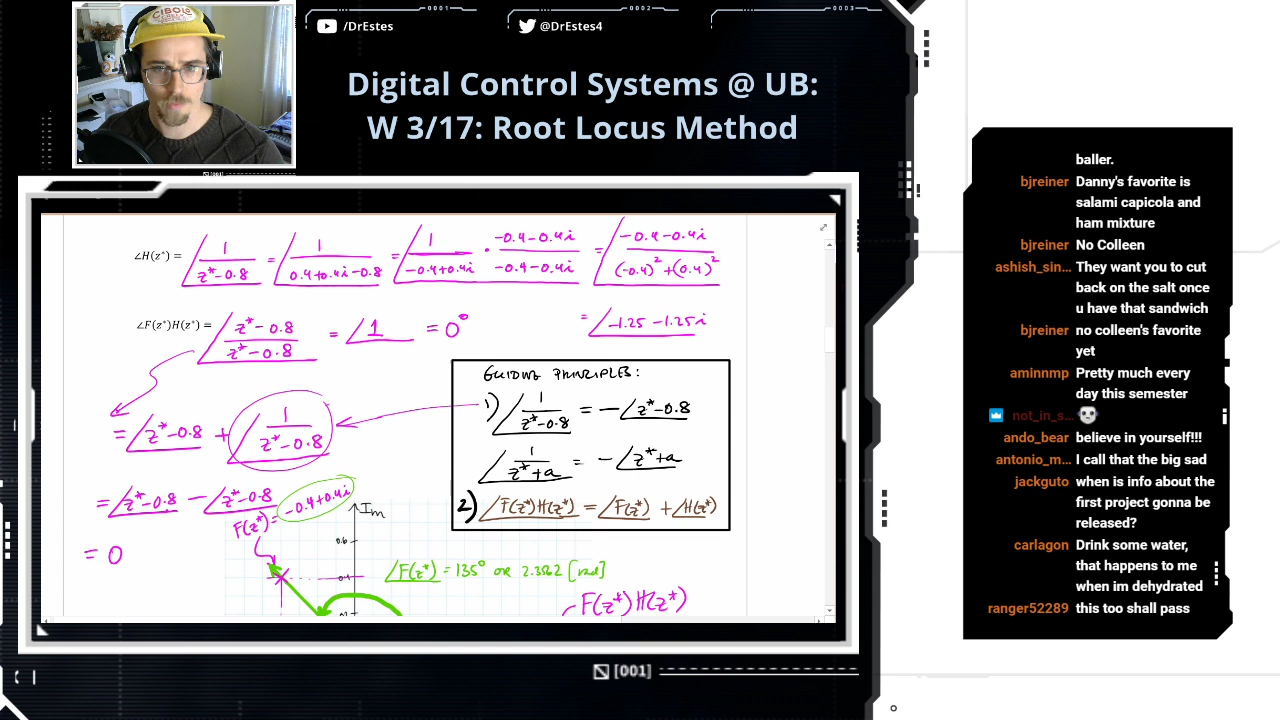 CIBOLO
0001
0002
0003
/DrEstes
@DrEstes4
Digital Control Systems @ UB:
W 3/17: Root Locus Method
[001]
∠H(z*) = ∠1/(z*-0.8) = ∠1/(0.4+0.4i-0.8) = ∠1/(-0.4+0.4i) · (-0.4-0.4i)/(-0.4-0.4i) = ∠(-0.4-0.4i)/((-0.4)²+(0.4)²)
= ∠-1.25-1.25i
∠F(z*)H(z*) = ∠(z*-0.8)/(z*-0.8) = ∠1 = 0°
= ∠z*-0.8 + ∠1/(z*-0.8)
= ∠z*-0.8 - ∠z*-0.8
= 0
GUIDING PRINCIPLES:
1) ∠1/(z*-0.8) = -∠z*-0.8
∠1/(z*+a) = -∠z*+a
2) ∠F(z*)H(z*) = ∠F(z*) + ∠H(z*)
F(z*)= -0.4+0.4i
Im
0.6
0.4
∠F(z*) = 135° or 2.3562 [rad]
F(z*)H(z*)
baller.
bjreiner Danny's favorite is
salami capicola and
ham mixture
bjreiner No Colleen
ashish_sin... They want you to cut
back on the salt once
u have that sandwich
bjreiner no colleen's favorite
yet
aminnmp Pretty much every
day this semester
not_in_s...
ando_bear believe in yourself!!!
antonio_m... I call that the big sad
jackguto when is info about the
first project gonna be
released?
carlagon Drink some water,
that happens to me
when im dehydrated
ranger52289 this too shall pass
[001]